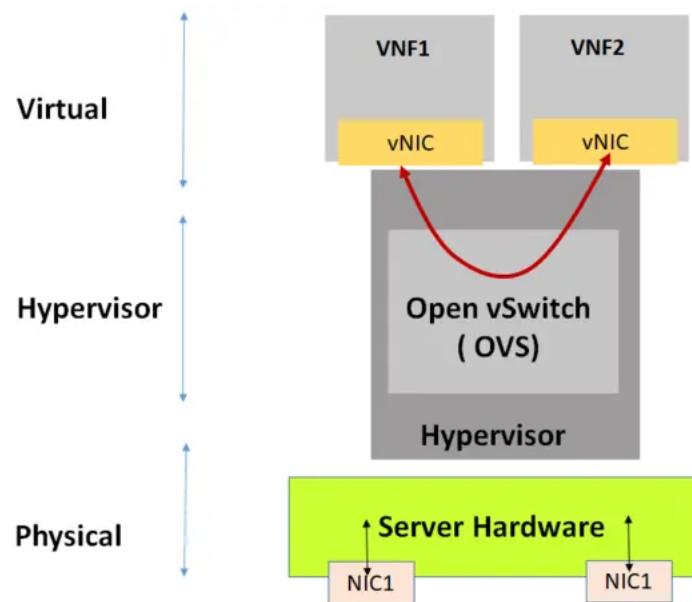 VNF1
VNF2
Virtual
vNIC
vNIC
Hypervisor
Open vSwitch
( OVS)
Hypervisor
Physical
Server Hardware
NIC1
NIC1